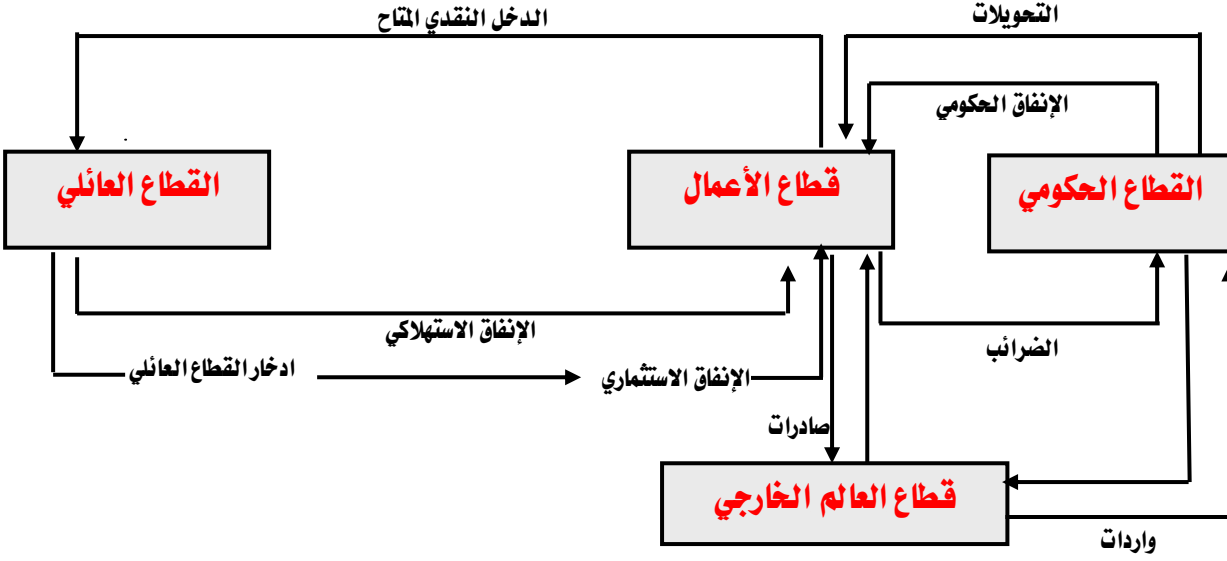 التحويلات
الدخل النقدي المتاح
الإنفاق الحكومي
القطاع الحكومي
قطاع الأعمال
القطاع العائلي
الإنفاق الاستهلاكي
الضرائب
ادخار القطاع العائلي
الإنفاق الاستثماري
صادرات
قطاع العالم الخارجي
واردات